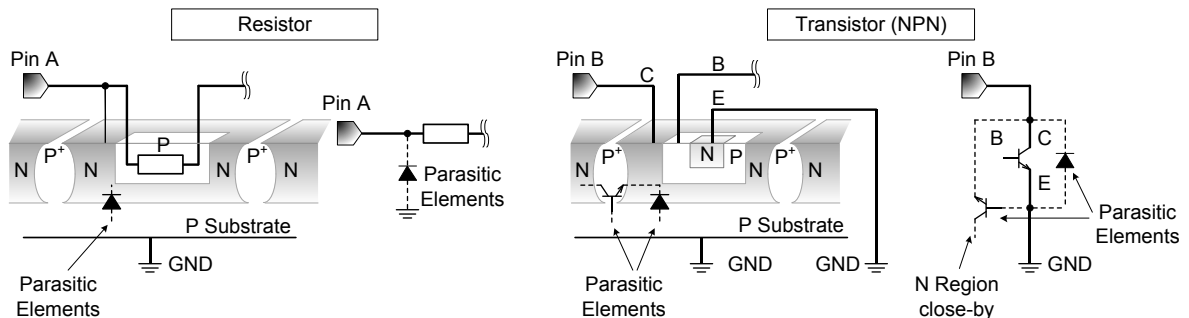 Resistor
Transistor (NPN)
Pin A
Pin A
N
P+
N
P
N
P+
N
Parasitic
Elements
P Substrate
GND
Parasitic
Elements
Pin B
C
B
E
N
P+
N
N
P
N
P+
N
P Substrate
GND
GND
Parasitic
Elements
Pin B
B
C
E
Parasitic
Elements
GND
N Region
close-by